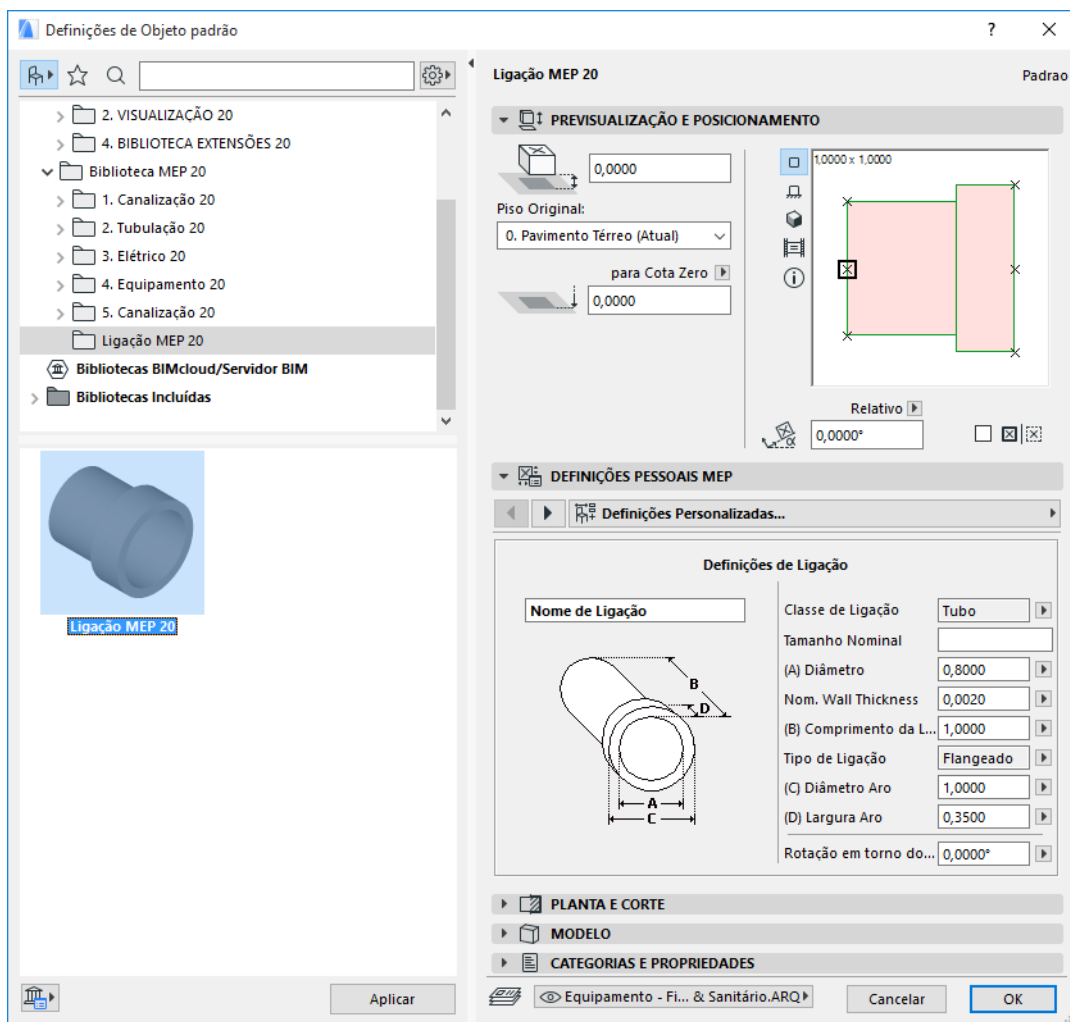 Definições de Objeto padrão
?
2. VISUALIZAÇÃO 20
4. BIBLIOTECA EXTENSÕES 20
Biblioteca MEP 20
1. Canalização 20
2. Tubulação 20
3. Elétrico 20
4. Equipamento 20
5. Canalização 20
Ligação MEP 20
Bibliotecas BIMcloud/Servidor BIM
Bibliotecas Incluídas
Ligação MEP 20
Aplicar
Ligação MEP 20
Padrao
PREVISUALIZAÇÃO E POSICIONAMENTO
0,0000
Piso Original:
0. Pavimento Térreo (Atual)
para Cota Zero
0,0000
1,0000 x 1,0000
Relativo
α
0,0000°
DEFINIÇÕES PESSOAIS MEP
Definições Personalizadas...
Definições de Ligação
Nome de Ligação
B
D
A
C
Classe de Ligação Tubo
Tamanho Nominal
(A) Diâmetro 0,8000
Nom. Wall Thickness 0,0020
(B) Comprimento da L... 1,0000
Tipo de Ligação Flangeado
(C) Diâmetro Aro 1,0000
(D) Largura Aro 0,3500
Rotação em torno do... 0,0000°
PLANTA E CORTE
MODELO
CATEGORIAS E PROPRIEDADES
Equipamento - Fi... & Sanitário.ARQ
Cancelar
OK